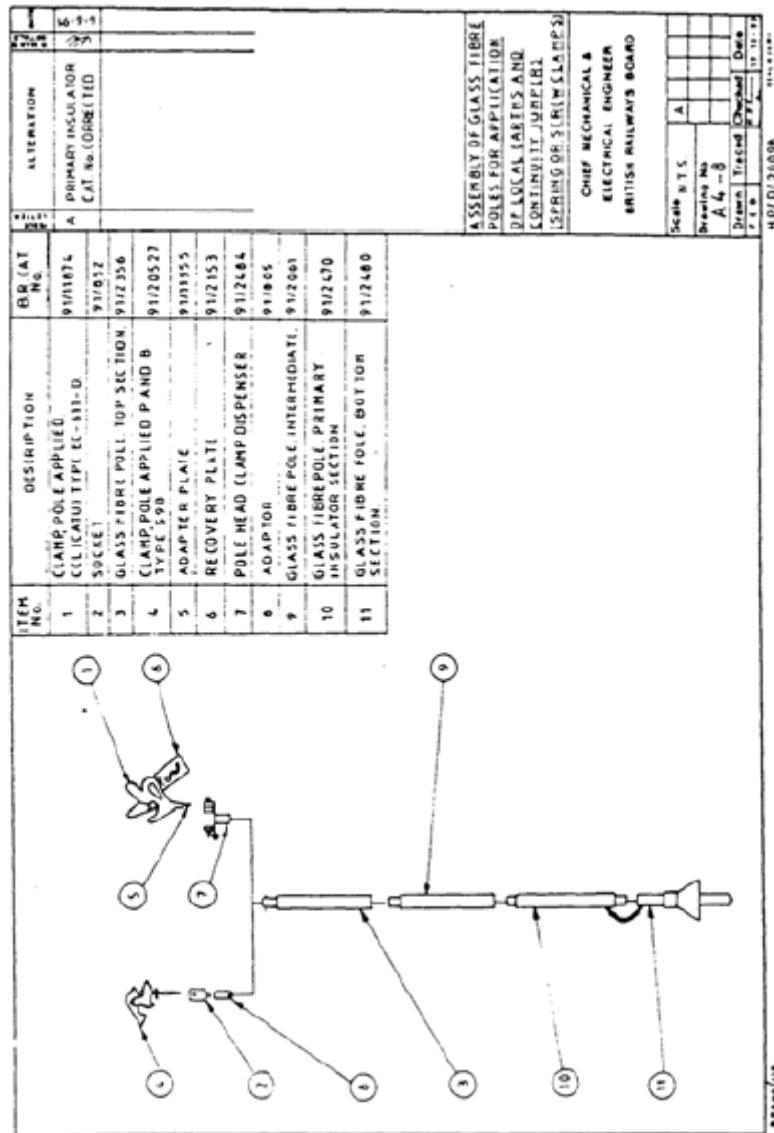 ITEM No.
DESCRIPTION
B.R. CAT No.
1
CLAMP, POLE APPLIED
91/11874
2
SOCKET
91/852
3
GLASS FIBRE POLE, TOP SECTION
91/2356
4
CLAMP, POLE APPLIED P AND B
TYPE 598
91/20527
5
ADAPTER PLATE
6
RECOVERY PLATE
91/2153
7
POLE HEAD CLAMP DISPENSER
91/2484
8
ADAPTOR
91/805
9
GLASS FIBRE POLE, INTERMEDIATE.
91/2061
10
GLASS FIBRE POLE, PRIMARY
INSULATOR SECTION
91/2470
11
GLASS FIBRE POLE, BOTTOM
SECTION.
91/2480
ALTERATION
A
PRIMARY INSULATOR
CAT. No. CORRECTED
ASSEMBLY OF GLASS FIBRE
POLES FOR APPLICATION
OF LOCAL EARTHS AND
CONTINUITY JUMPERS
(SPRING OR SCREW CLAMPS)
CHIEF MECHANICAL &
ELECTRICAL ENGINEER
BRITISH RAILWAYS BOARD
Scale N.T.S.
A
Drawing No
A4-8
Drawn
Traced
Checked
Date
1
6
5
7
4
2
8
3
9
10
11